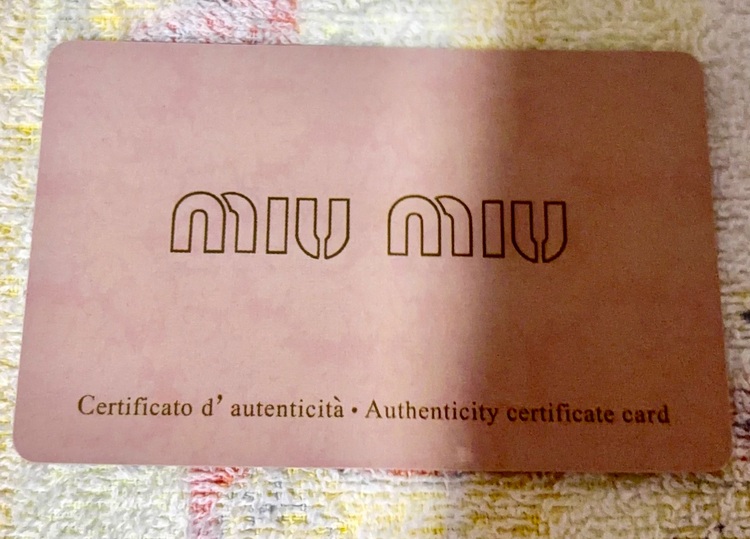 miu miu
Certificato d' autenticità • Authenticity certificate card